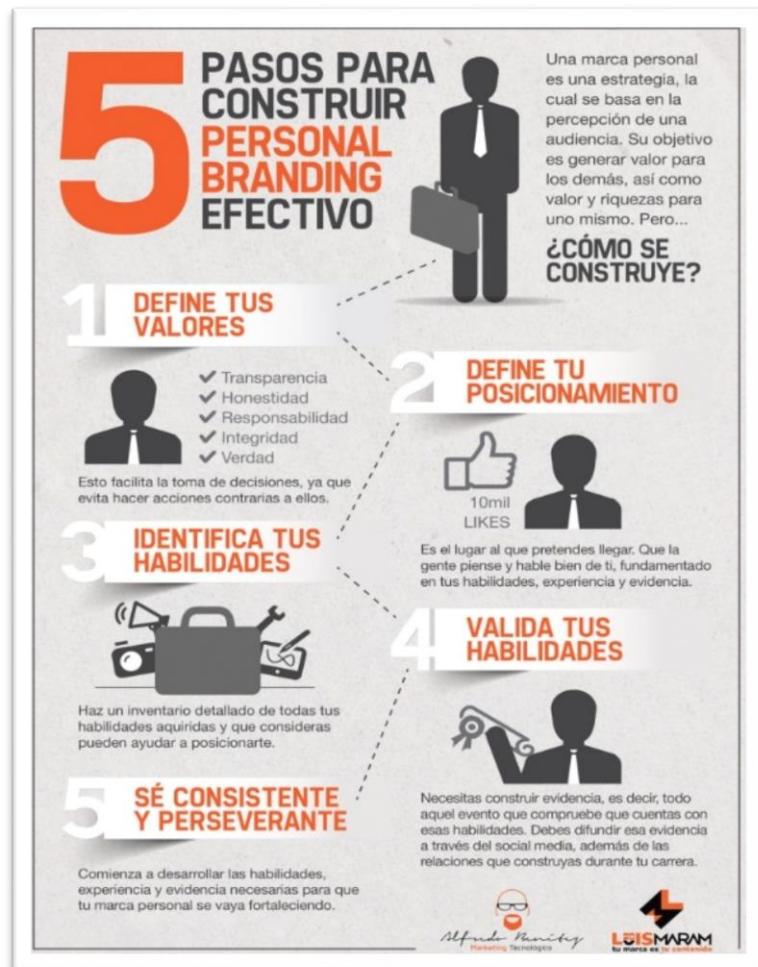 5
PASOS PARA
CONSTRUIR
PERSONAL
BRANDING
EFECTIVO
Una marca personal
es una estrategia, la
cual se basa en la
percepción de una
audiencia. Su objetivo
es generar valor para
los demás, así como
valor y riquezas para
uno mismo. Pero...
¿CÓMO SE
CONSTRUYE?
1
DEFINE TUS
VALORES
Transparencia
Honestidad
Responsabilidad
Integridad
Verdad
Esto facilita la toma de decisiones, ya que
evita hacer acciones contrarias a ellos.
2
DEFINE TU
POSICIONAMIENTO
10mil
LIKES
Es el lugar al que pretendes llegar. Que la
gente piense y hable bien de ti, fundamentado
en tus habilidades, experiencia y evidencia.
3
IDENTIFICA TUS
HABILIDADES
Haz un inventario detallado de todas tus
habilidades aquiridas y que consideras
pueden ayudar a posicionarte.
4
VALIDA TUS
HABILIDADES
Necesitas construir evidencia, es decir, todo
aquel evento que compruebe que cuentas con
esas habilidades. Debes difundir esa evidencia
a través del social media, además de las
relaciones que construyas durante tu carrera.
5
SÉ CONSISTENTE
Y PERSEVERANTE
Comienza a desarrollar las habilidades,
experiencia y evidencia necesarias para que
tu marca personal se vaya fortaleciendo.
Alfredo Benítez
Marketing Tecnológico
LUISMARAM
tu marca es tu contenido